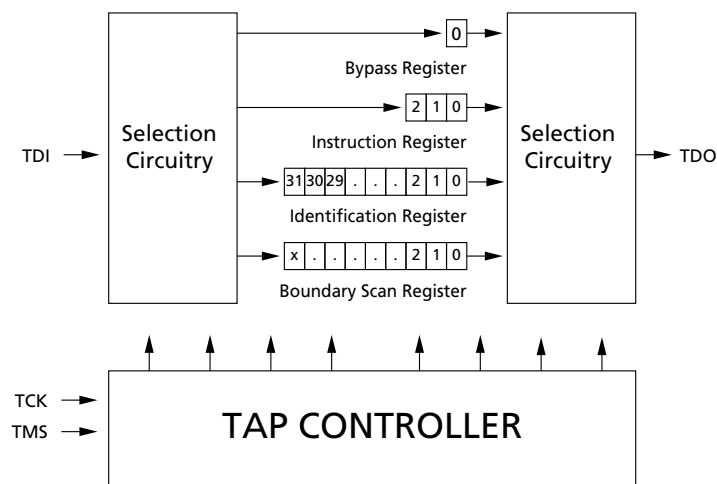 0
Bypass Register
2 1 0
Instruction Register
Selection
Circuitry
Selection
Circuitry
TDI
TDO
31 30 29 . . . 2 1 0
Identification Register
x . . . . . 2 1 0
Boundary Scan Register
TCK
TMS
TAP CONTROLLER